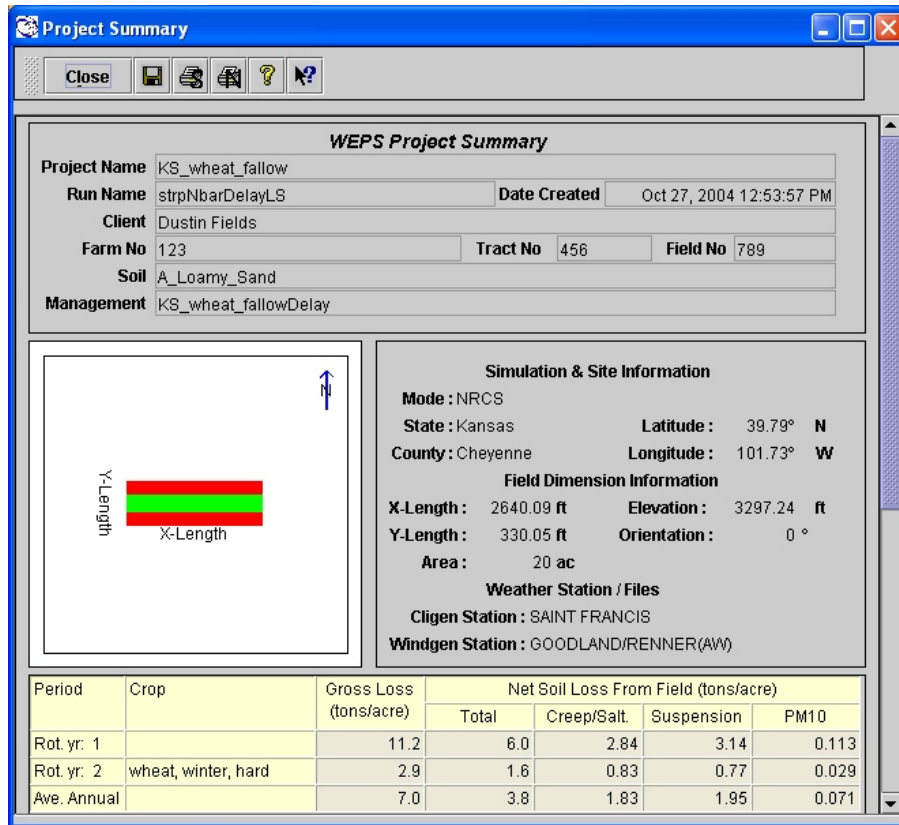 Project Summary
Close
WEPS Project Summary
Project Name KS_wheat_fallow
Run Name strpNbarDelayLS Date Created Oct 27, 2004 12:53:57 PM
Client Dustin Fields
Farm No 123 Tract No 456 Field No 789
Soil A_Loamy_Sand
Management KS_wheat_fallowDelay
N
Y-Length
X-Length
Simulation & Site Information
Mode : NRCS
State : Kansas Latitude : 39.79° N
County : Cheyenne Longitude : 101.73° W
Field Dimension Information
X-Length : 2640.09 ft Elevation : 3297.24 ft
Y-Length : 330.05 ft Orientation : 0 °
Area : 20 ac
Weather Station / Files
Cligen Station : SAINT FRANCIS
Windgen Station : GOODLAND/RENNER(AW)
Period Crop Gross Loss Net Soil Loss From Field (tons/acre)
(tons/acre) Total Creep/Salt. Suspension PM10
Rot. yr: 1 11.2 6.0 2.84 3.14 0.113
Rot. yr: 2 wheat, winter, hard 2.9 1.6 0.83 0.77 0.029
Ave. Annual 7.0 3.8 1.83 1.95 0.071